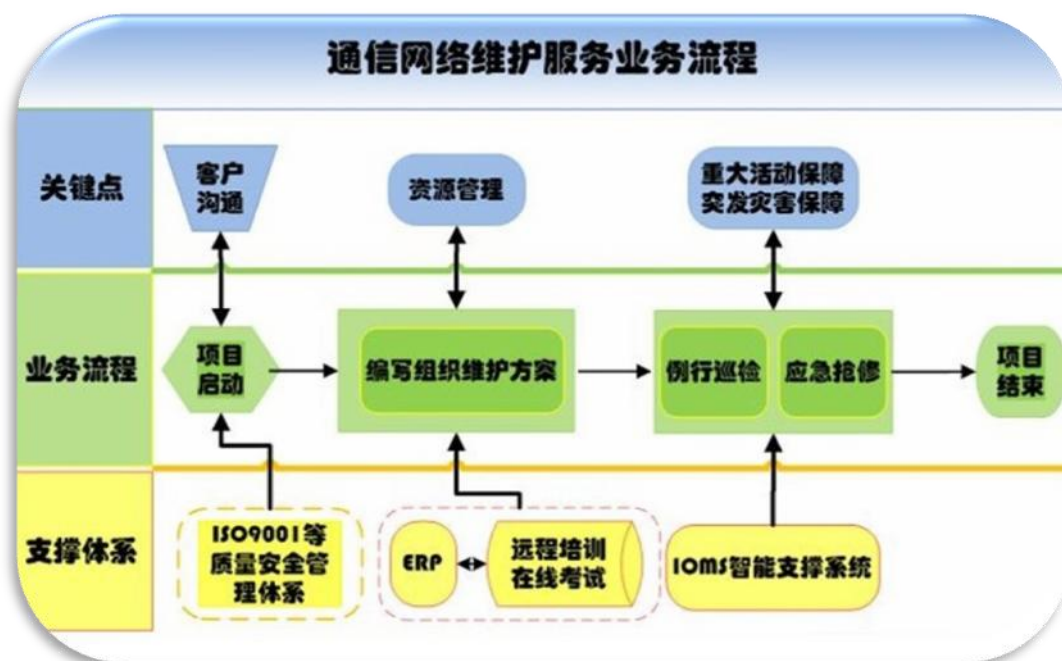 通信网络维护服务业务流程
关键点
客户
沟通
资源管理
重大活动保障
突发灾害保障
业务流程
项目
启动
编写组织维护方案
例行巡检
应急抢修
项目
结束
支撑体系
ISO9001等
质量安全管
理体系
ERP
远程培训
在线考试
IOMS智能支撑系统